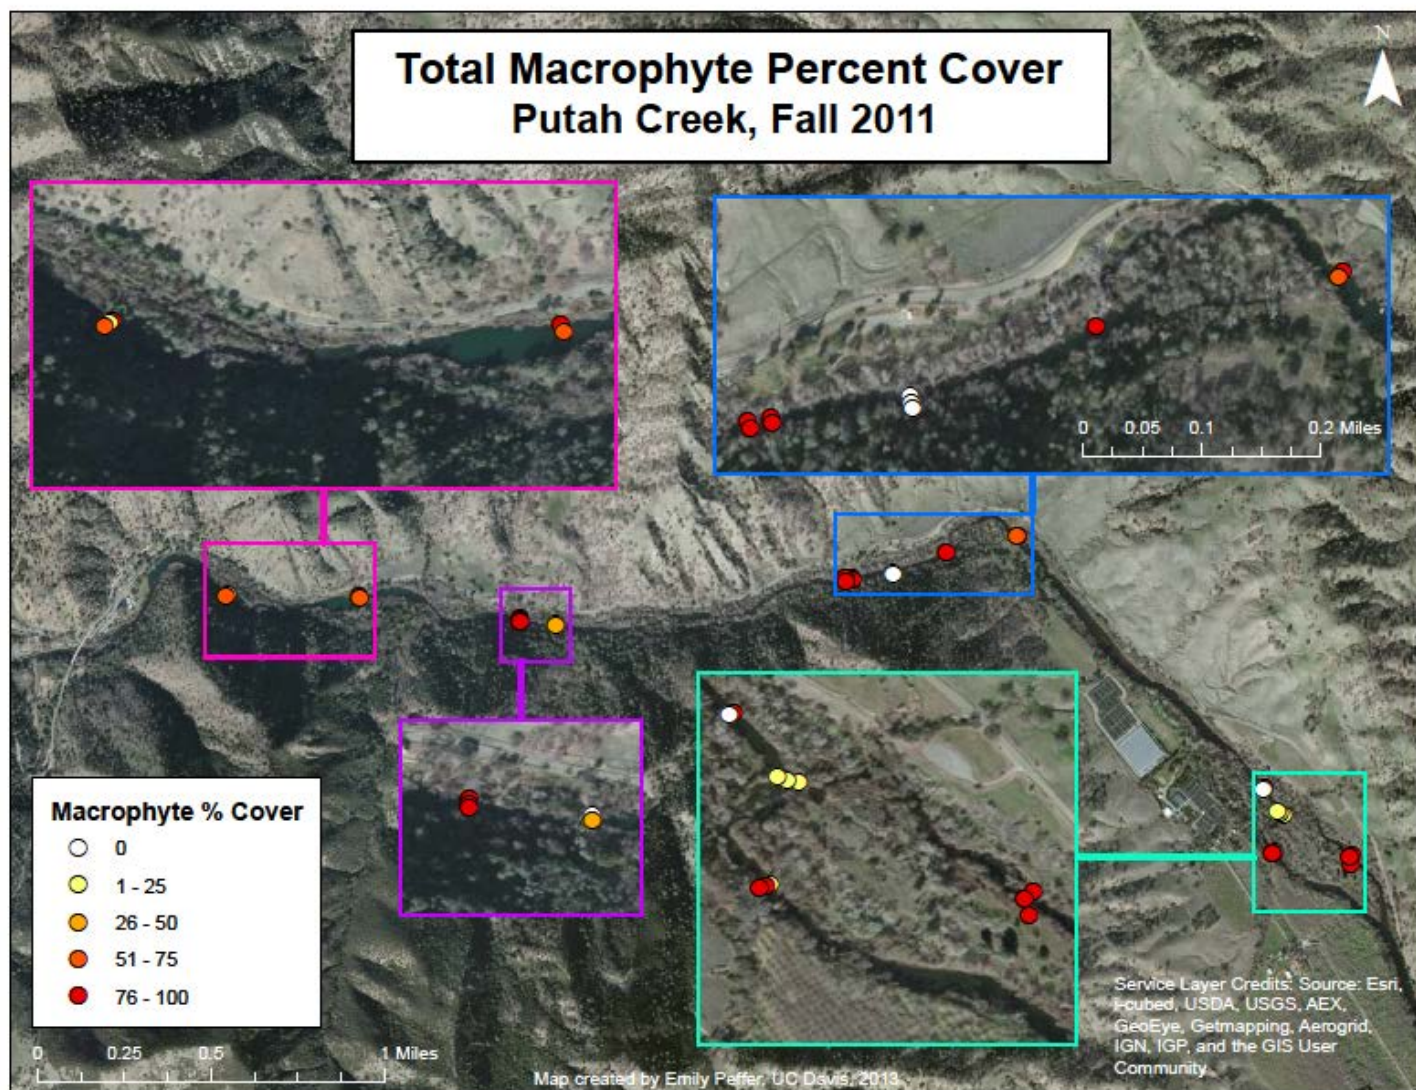 Total Macrophyte Percent Cover
Putah Creek, Fall 2011
N
0 0.05 0.1 0.2 Miles
Macrophyte % Cover
0
1 - 25
26 - 50
51 - 75
76 - 100
0 0.25 0.5 1 Miles
Service Layer Credits: Source: Esri,
i-cubed, USDA, USGS, AEX,
GeoEye, Getmapping, Aerogrid,
IGN, IGP, and the GIS User
Community
Map created by Emily Peffer, UC Davis, 2013